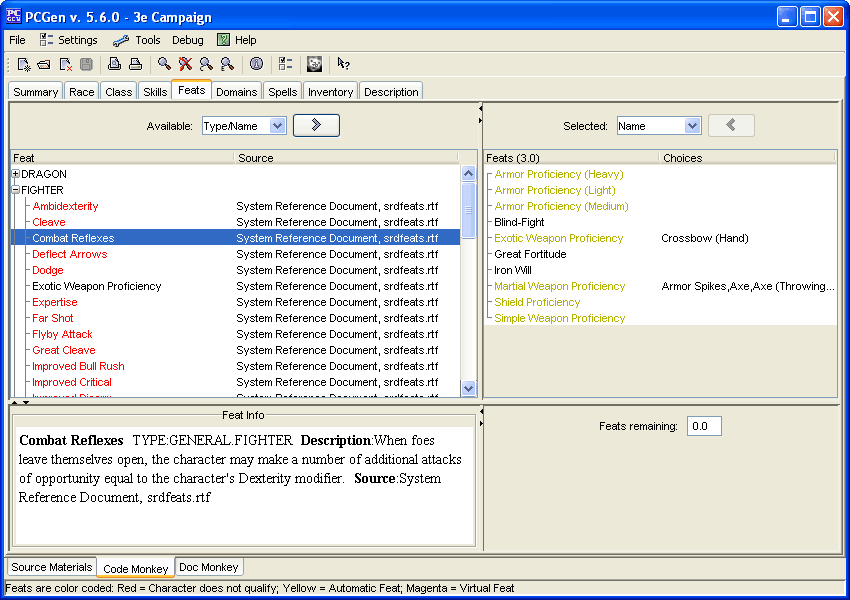 PCGen v. 5.6.0 - 3e Campaign
File Settings Tools Debug Help
Summary Race Class Skills Feats Domains Spells Inventory Description
Available: Type/Name
Feat Source
DRAGON
FIGHTER
Ambidexterity System Reference Document, srdfeats.rtf
Cleave System Reference Document, srdfeats.rtf
Combat Reflexes System Reference Document, srdfeats.rtf
Deflect Arrows System Reference Document, srdfeats.rtf
Dodge System Reference Document, srdfeats.rtf
Exotic Weapon Proficiency System Reference Document, srdfeats.rtf
Expertise System Reference Document, srdfeats.rtf
Far Shot System Reference Document, srdfeats.rtf
Flyby Attack System Reference Document, srdfeats.rtf
Great Cleave System Reference Document, srdfeats.rtf
Improved Bull Rush System Reference Document, srdfeats.rtf
Improved Critical System Reference Document, srdfeats.rtf
Selected: Name
Feats (3.0) Choices
Armor Proficiency (Heavy)
Armor Proficiency (Light)
Armor Proficiency (Medium)
Blind-Fight
Exotic Weapon Proficiency Crossbow (Hand)
Great Fortitude
Iron Will
Martial Weapon Proficiency Armor Spikes,Axe,Axe (Throwing...
Shield Proficiency
Simple Weapon Proficiency
Feat Info
Combat Reflexes TYPE:GENERAL.FIGHTER Description:When foes
leave themselves open, the character may make a number of additional attacks
of opportunity equal to the character's Dexterity modifier. Source:System
Reference Document, srdfeats.rtf
Feats remaining: 0.0
Source Materials Code Monkey Doc Monkey
Feats are color coded: Red = Character does not qualify; Yellow = Automatic Feat; Magenta = Virtual Feat